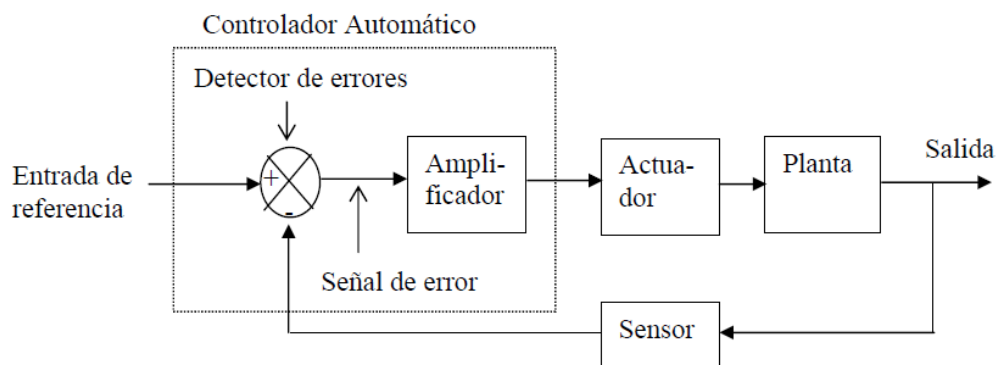 Controlador Automático
Detector de errores
Entrada de
referencia
+
-
Ampli-
ficador
Actua-
dor
Planta
Salida
Señal de error
Sensor